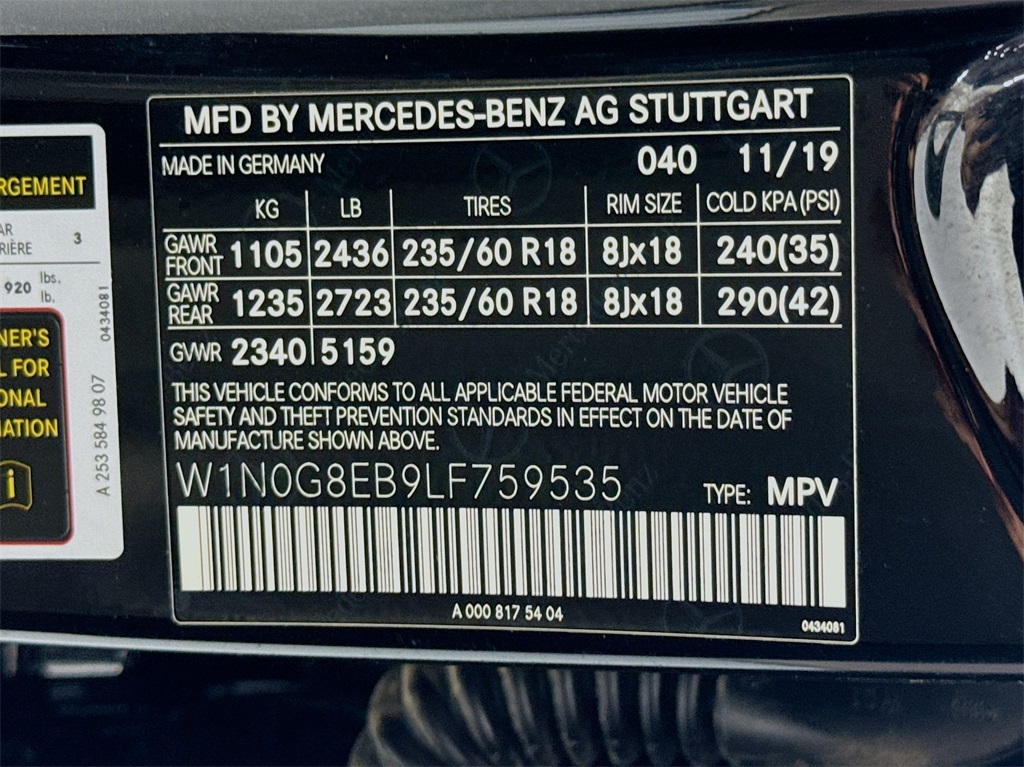 MFD BY MERCEDES-BENZ AG STUTTGART
MADE IN GERMANY 040 11/19
KG LB TIRES RIM SIZE COLD KPA (PSI)
GAWR FRONT 1105 2436 235/60 R18 8Jx18 240(35)
GAWR REAR 1235 2723 235/60 R18 8Jx18 290(42)
GVWR 2340 5159
THIS VEHICLE CONFORMS TO ALL APPLICABLE FEDERAL MOTOR VEHICLE
SAFETY AND THEFT PREVENTION STANDARDS IN EFFECT ON THE DATE OF
MANUFACTURE SHOWN ABOVE.
W1N0G8EB9LF759535 TYPE: MPV
A 000 817 54 04
0434081
RGEMENT
AR
RIÈRE 3
920 lbs.
lb.
NER'S
L FOR
ONAL
MATION
i
0434081
A 253 584 98 07